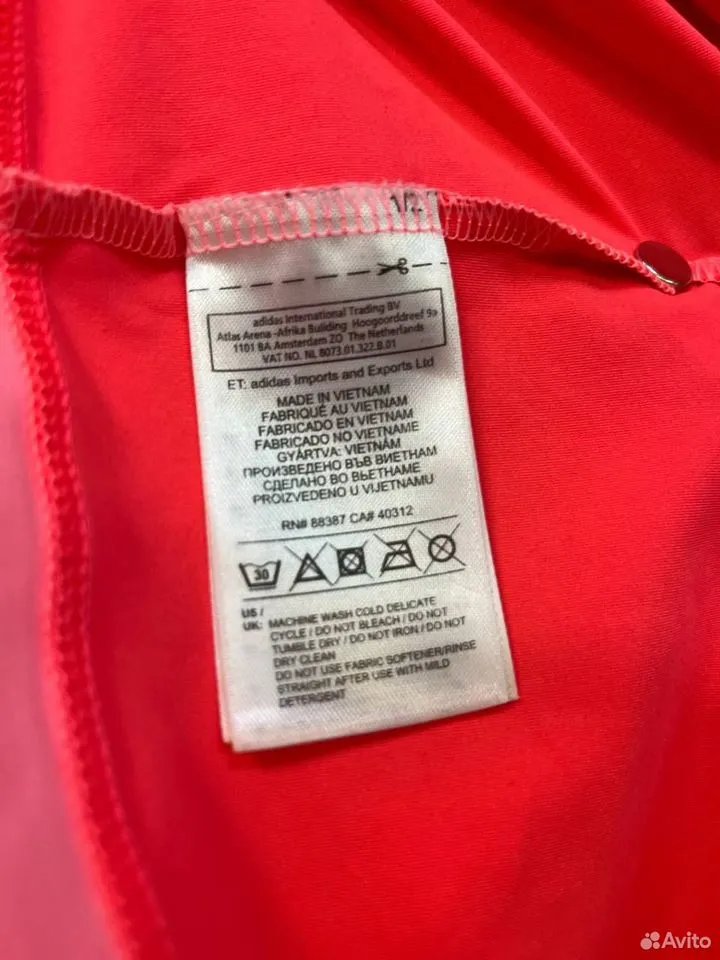 1/2
adidas International Trading BV
Atlas Arena -Afrika Building Hoogoorddreef 9a
1101 BA Amsterdam ZO The Netherlands
VAT NO. NL 8073.01.322.B.01
ET: adidas Imports and Exports Ltd
MADE IN VIETNAM
FABRIQUÉ AU VIETNAM
FABRICADO EN VIETNAM
FABRICADO NO VIETNAME
GYÁRTVA: VIETNÁM
ПРОИЗВЕДЕНО ВЪВ ВИЕТНАМ
СДЕЛАНО ВО ВЬЕТНАМЕ
PROIZVEDENO U VIJETNAMU
RN# 88387 CA# 40312
30
US /
UK: MACHINE WASH COLD DELICATE
CYCLE / DO NOT BLEACH / DO NOT
TUMBLE DRY / DO NOT IRON / DO NOT
DRY CLEAN
DO NOT USE FABRIC SOFTENER/RINSE
STRAIGHT AFTER USE WITH MILD
DETERGENT
Avito